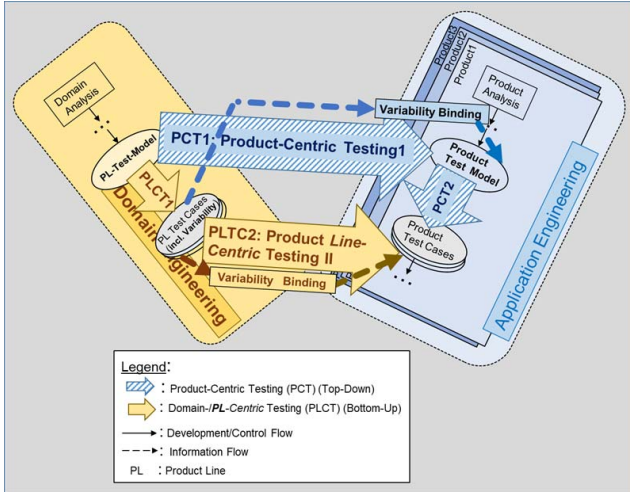 Domain
Analysis
PL-Test-Model
PLCT1
PL Test Cases
(incl. Variability)
Domain Engineering
PCT1: Product-Centric Testing1
PLTC2: Product Line-
Centric Testing II
Variability Binding
Variability Binding
Product3
Product2
Product1
Product
Analysis
Product
Test Model
PCT2
Product
Test Cases
Application Engineering
Legend:
: Product-Centric Testing (PCT) (Top-Down)
: Domain-/PL-Centric Testing (PLCT) (Bottom-Up)
: Development/Control Flow
: Information Flow
PL : Product Line